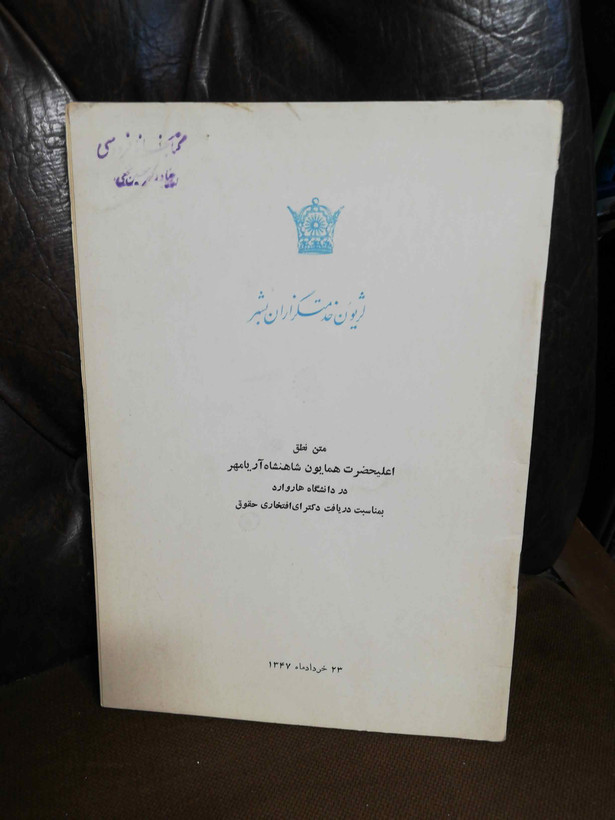 لژیون خدمتگزاران بشر
متن نطق
اعلیحضرت همایون شاهنشاه آریامهر
در دانشگاه هاروارد
بمناسبت دریافت دکترای افتخاری حقوق
۲۳ خردادماه ۱۳۴۷